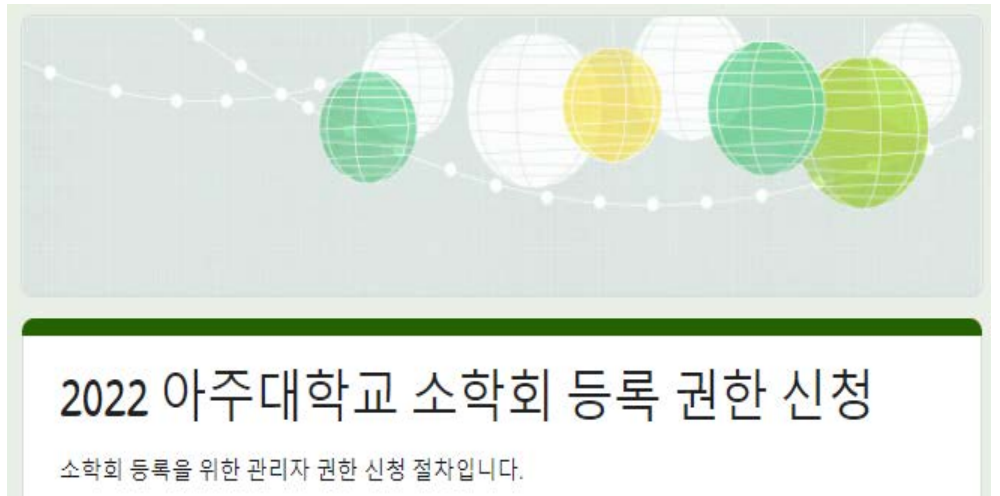 2022 아주대학교 소학회 등록 권한 신청
소학회 등록을 위한 관리자 권한 신청 절차입니다.